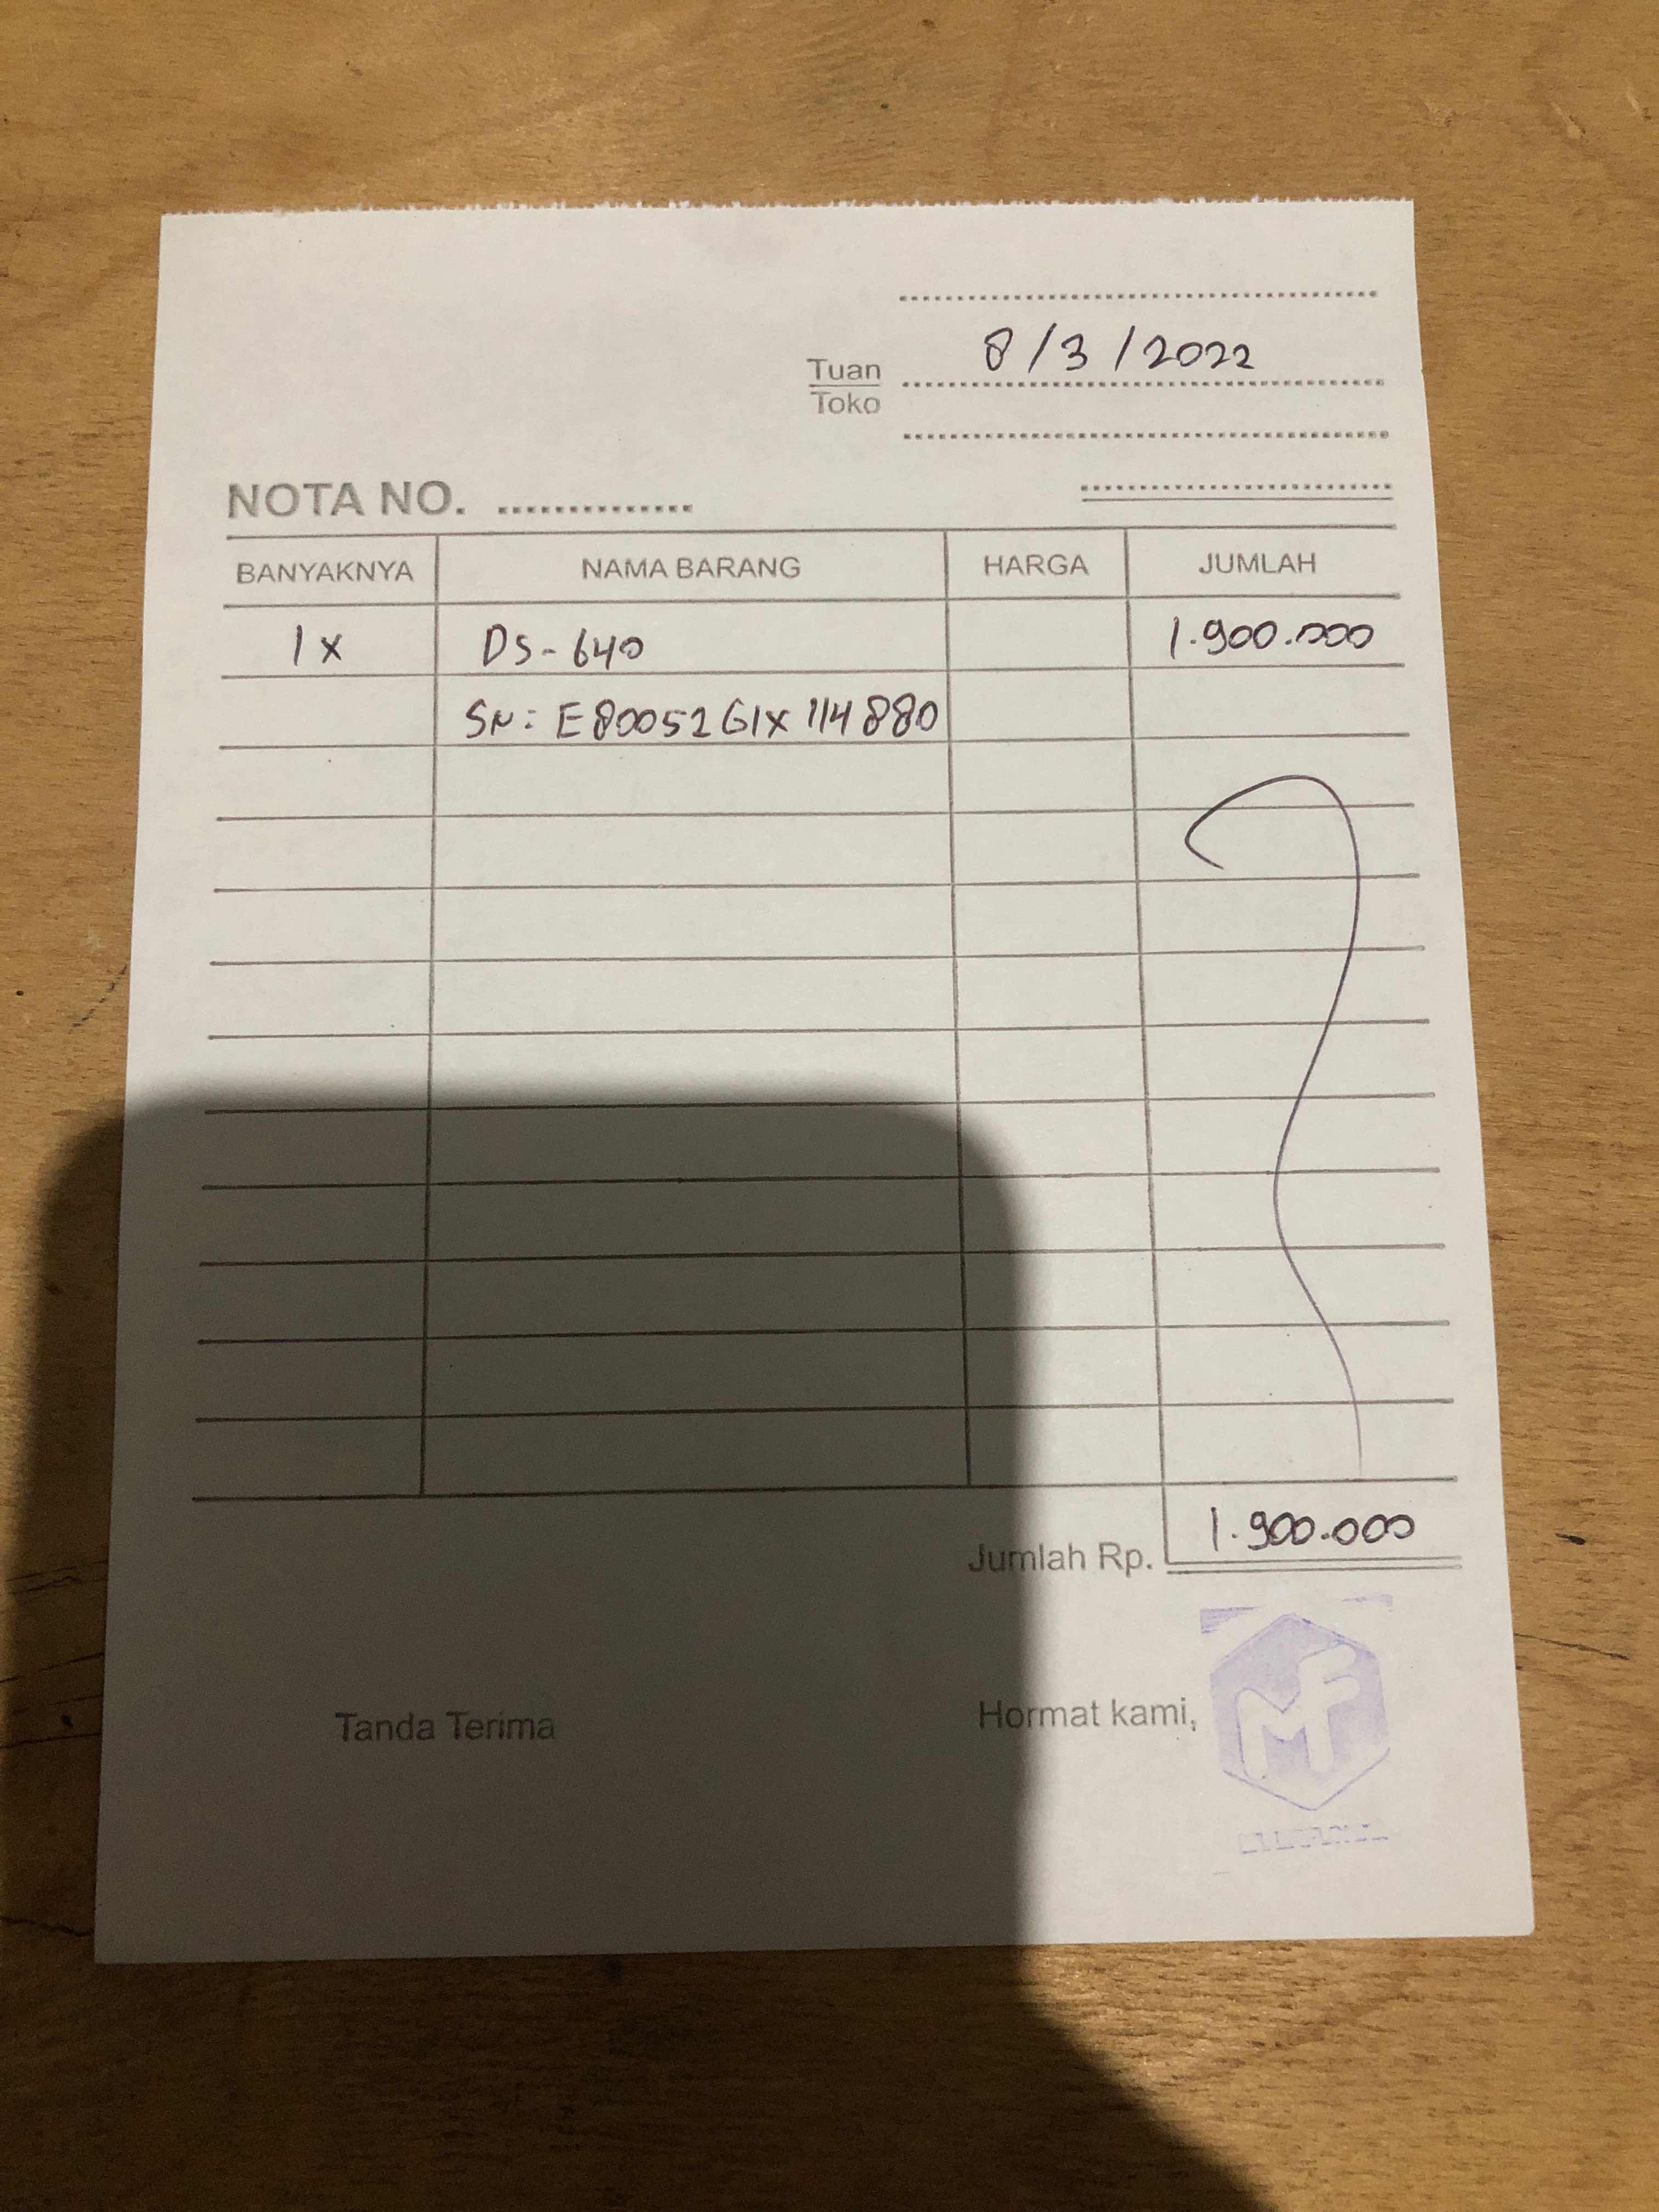 8/3/2022
Tuan
Toko
NOTA NO.
BANYAKNYA NAMA BARANG HARGA JUMLAH
1x DS-640 1.900.000
SN: E80052G1X114880
Jumlah Rp. 1.900.000
Tanda Terima Hormat kami,
MF